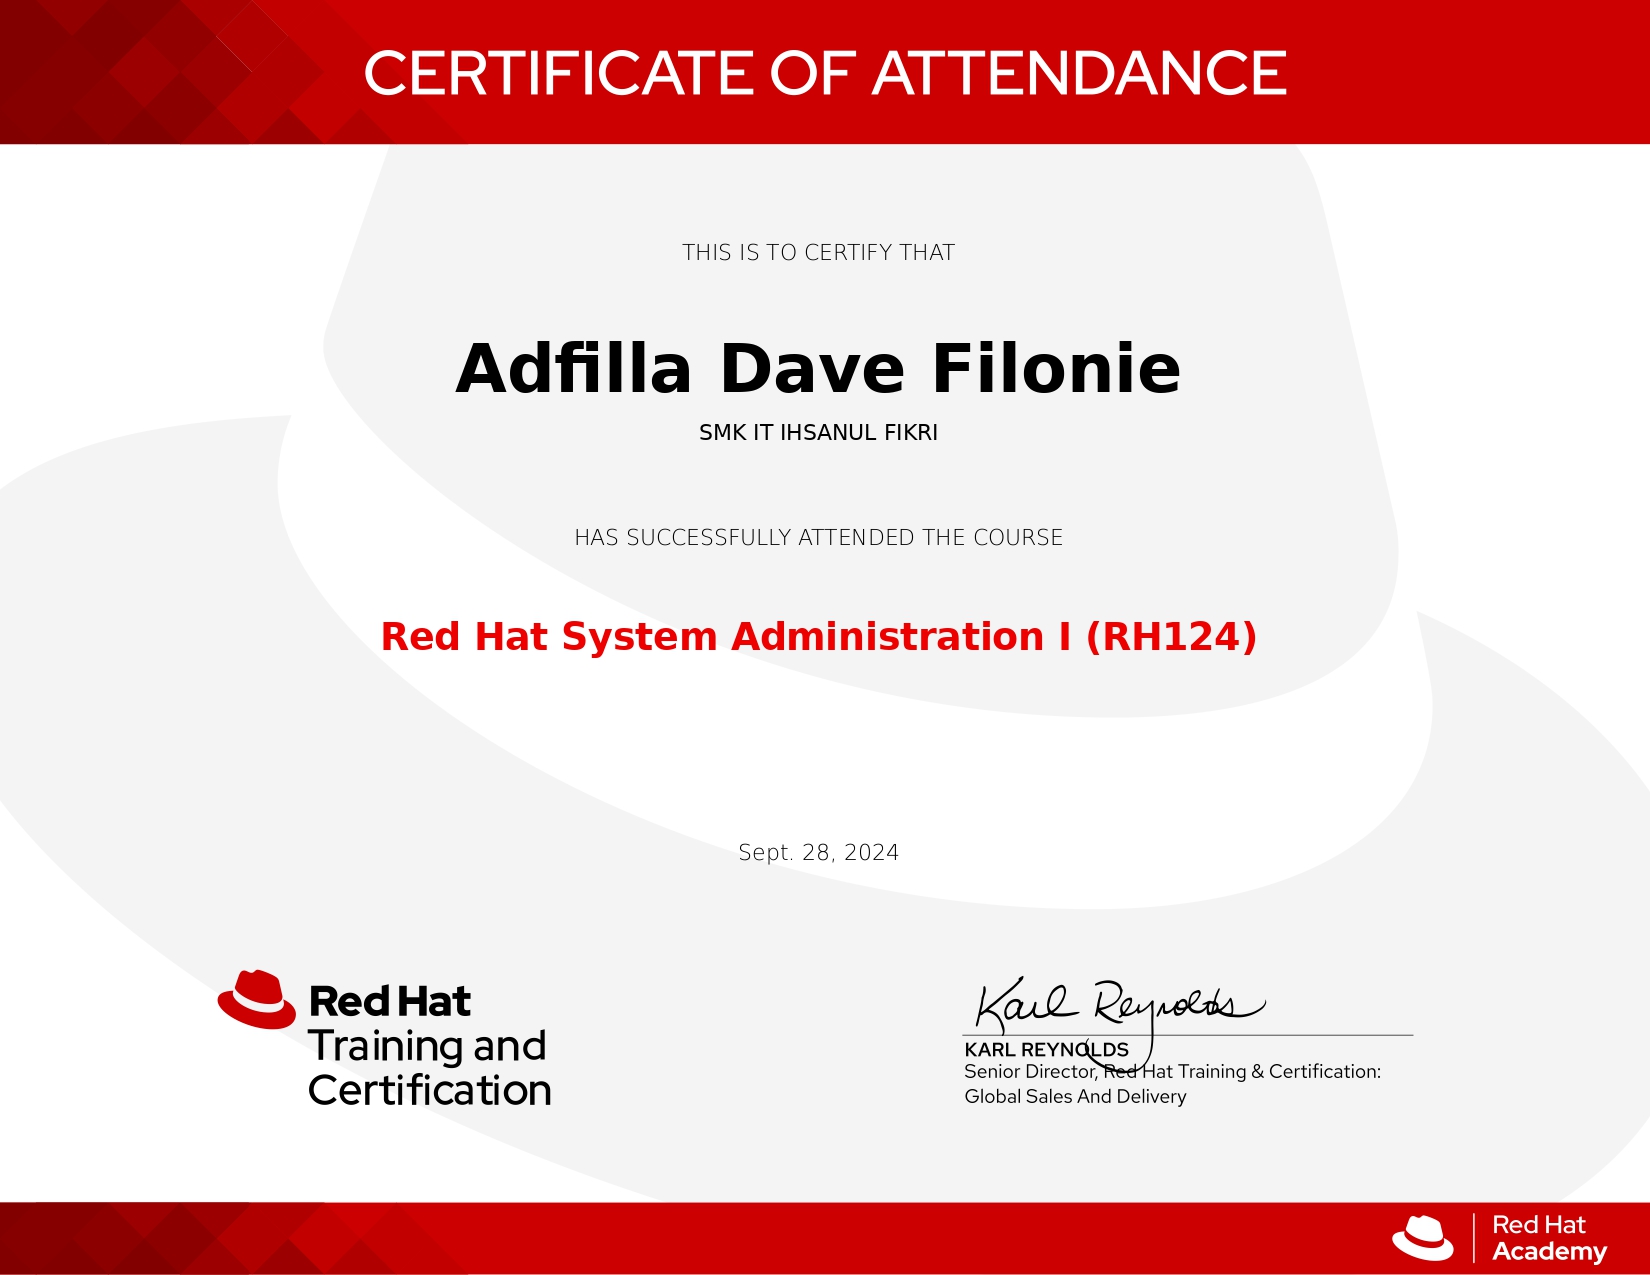 CERTIFICATE OF ATTENDANCE
THIS IS TO CERTIFY THAT
Adfilla Dave Filonie
SMK IT IHSANUL FIKRI
HAS SUCCESSFULLY ATTENDED THE COURSE
Red Hat System Administration I (RH124)
Sept. 28, 2024
Red Hat
Training and
Certification
Karl Reynolds
KARL REYNOLDS
Senior Director, Red Hat Training & Certification:
Global Sales And Delivery
Red Hat
Academy